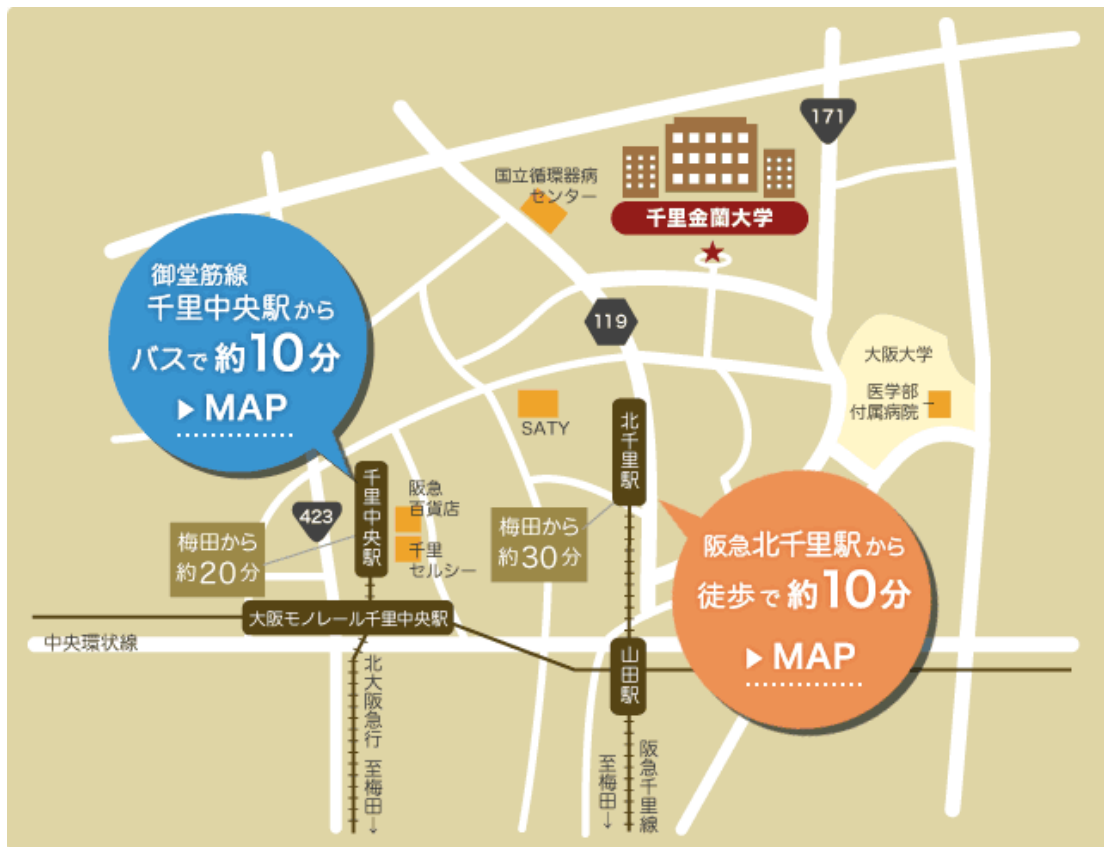 171
国立循環器病
センター
千里金蘭大学
御堂筋線
千里中央駅から
バスで 約10分
▶ MAP
119
大阪大学
医学部
付属病院
SATY
北千里駅
千里中央駅
阪急
百貨店
423
千里
セルシー
梅田から
約20分
梅田から
約30分
阪急北千里駅から
徒歩で 約10分
▶ MAP
大阪モノレール千里中央駅
中央環状線
山田駅
北大阪急行 至梅田→
至梅田→
阪急千里線